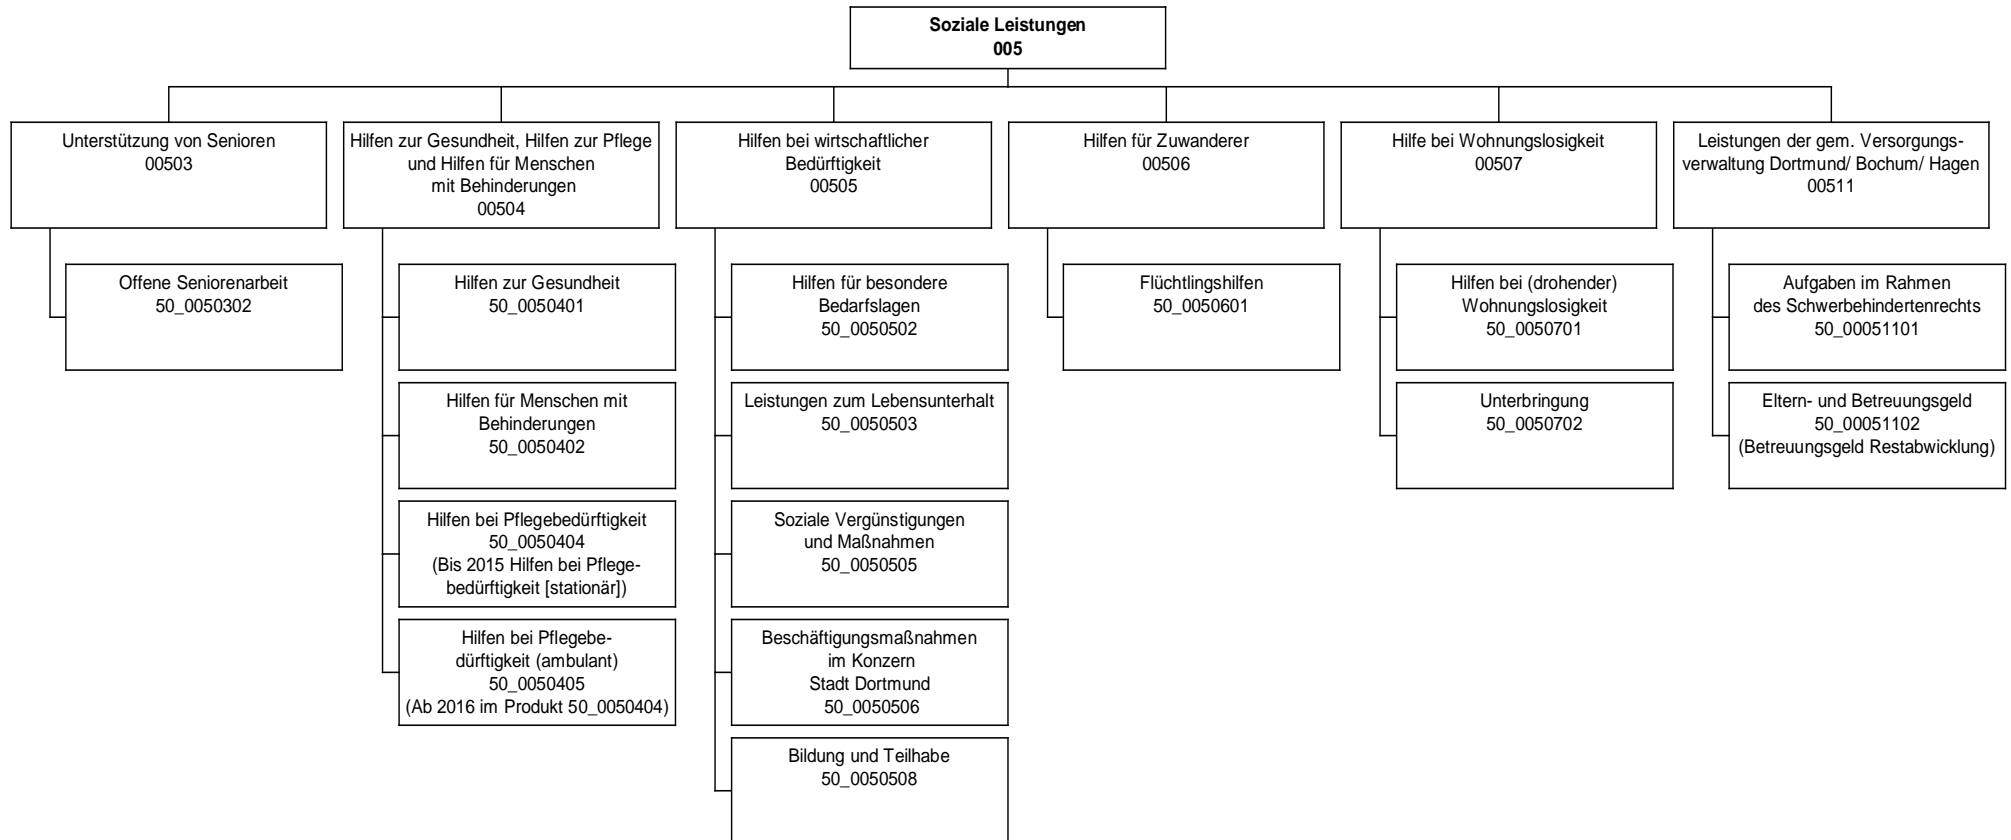 Soziale Leistungen
005
Unterstützung von Senioren
00503
Offene Seniorenarbeit
50_0050302
Hilfen zur Gesundheit, Hilfen zur Pflege
und Hilfen für Menschen
mit Behinderungen
00504
Hilfen zur Gesundheit
50_0050401
Hilfen für Menschen mit
Behinderungen
50_0050402
Hilfen bei Pflegebedürftigkeit
50_0050404
(Bis 2015 Hilfen bei Pflege-
bedürftigkeit [stationär])
Hilfen bei Pflegebe-
dürftigkeit (ambulant)
50_0050405
(Ab 2016 im Produkt 50_0050404)
Hilfen bei wirtschaftlicher
Bedürftigkeit
00505
Hilfen für besondere
Bedarfslagen
50_0050502
Leistungen zum Lebensunterhalt
50_0050503
Soziale Vergünstigungen
und Maßnahmen
50_0050505
Beschäftigungsmaßnahmen
im Konzern
Stadt Dortmund
50_0050506
Bildung und Teilhabe
50_0050508
Hilfen für Zuwanderer
00506
Flüchtlingshilfen
50_0050601
Hilfe bei Wohnungslosigkeit
00507
Hilfen bei (drohender)
Wohnungslosigkeit
50_0050701
Unterbringung
50_0050702
Leistungen der gem. Versorgungs-
verwaltung Dortmund/ Bochum/ Hagen
00511
Aufgaben im Rahmen
des Schwerbehindertenrechts
50_00051101
Eltern- und Betreuungsgeld
50_00051102
(Betreuungsgeld Restabwicklung)